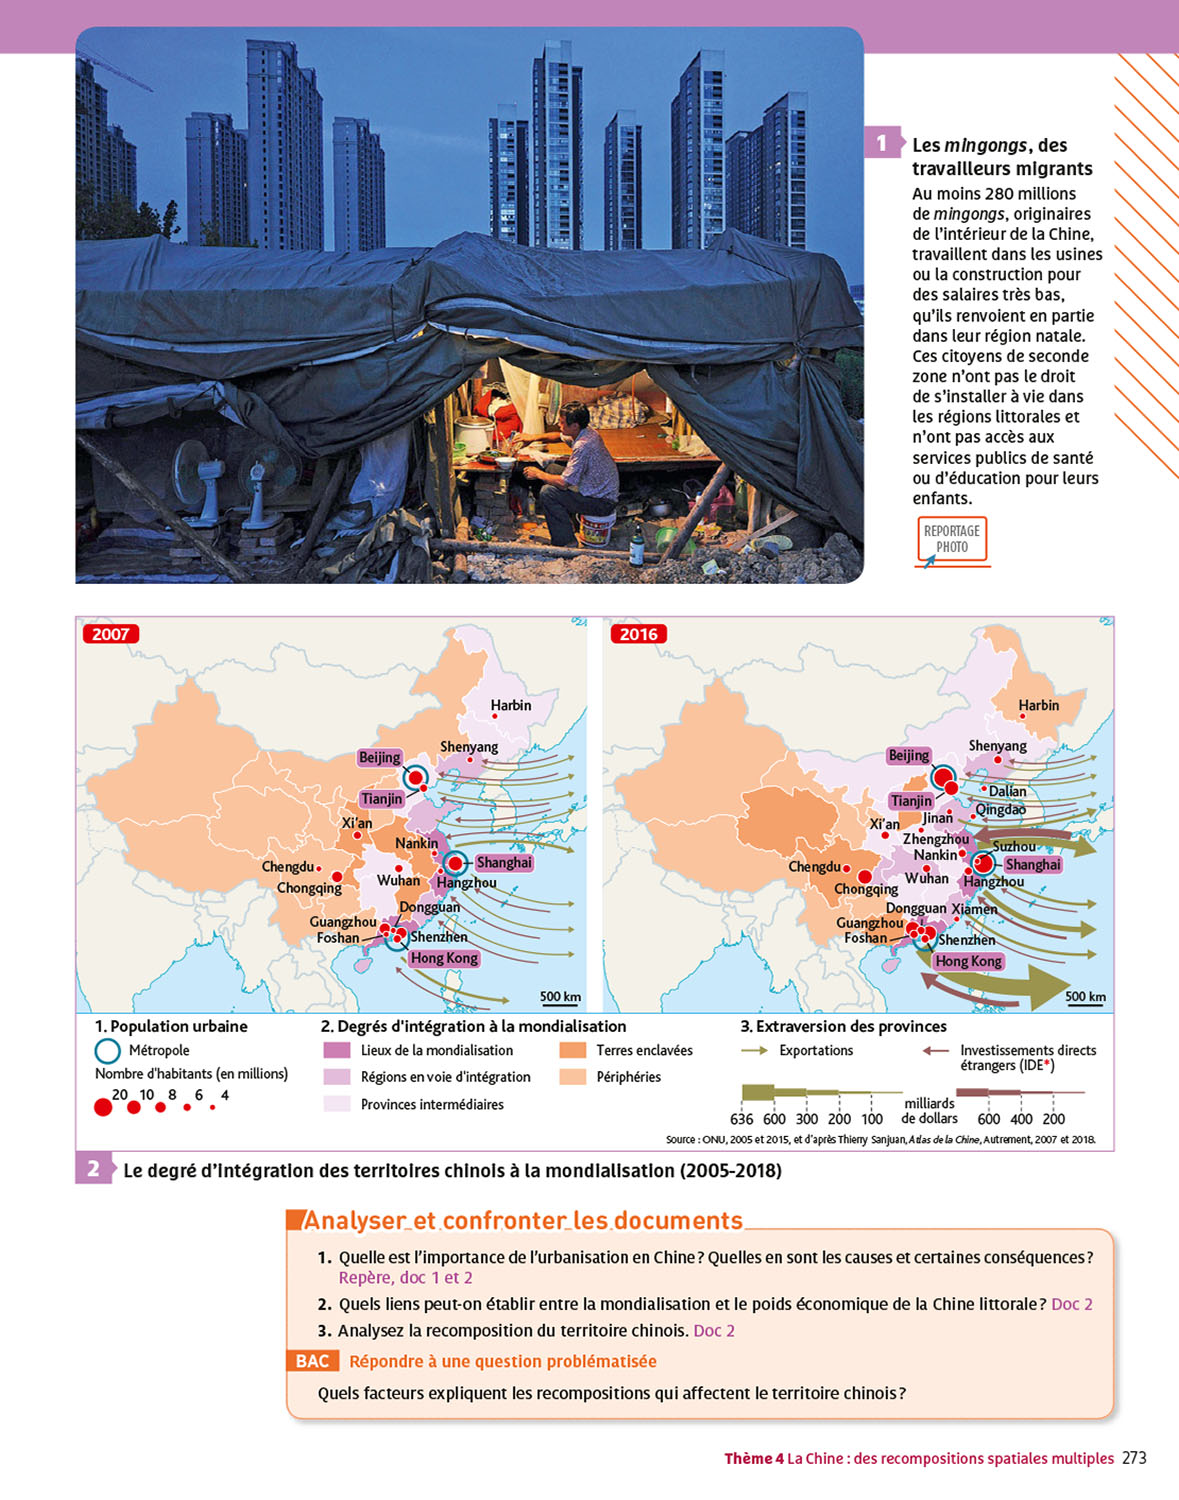 1
Les mingongs, des
travailleurs migrants
Au moins 280 millions
de mingongs, originaires
de l'intérieur de la Chine,
travaillent dans les usines
ou la construction pour
des salaires très bas,
qu'ils renvoient en partie
dans leur région natale.
Ces citoyens de seconde
zone n'ont pas le droit
de s'installer à vie dans
les régions littorales et
n'ont pas accès aux
services publics de santé
ou d'éducation pour leurs
enfants.
REPORTAGE
PHOTO
2007
Harbin
Shenyang
Beijing
Tianjin
Xi'an
Nankin
Shanghai
Chengdu
Chongqing
Wuhan
Hangzhou
Dongguan
Guangzhou
Foshan
Shenzhen
Hong Kong
500 km
2016
Harbin
Shenyang
Beijing
Tianjin
Dalian
Qingdao
Jinan
Xi'an
Zhengzhou
Nankin
Suzhou
Shanghai
Chengdu
Chongqing
Wuhan
Hangzhou
Dongguan
Xiamen
Guangzhou
Foshan
Shenzhen
Hong Kong
500 km
1. Population urbaine
Métropole
Nombre d'habitants (en millions)
20 10 8 6 4
2. Degrés d'intégration à la mondialisation
Lieux de la mondialisation
Régions en voie d'intégration
Provinces intermédiaires
Terres enclavées
Périphéries
3. Extraversion des provinces
Exportations
Investissements directs
étrangers (IDE*)
636 600 300 200 100
milliards
de dollars
600 400 200
Source : ONU, 2005 et 2015, et d'après Thierry Sanjuan, Atlas de la Chine, Autrement, 2007 et 2018.
2 Le degré d'intégration des territoires chinois à la mondialisation (2005-2018)
Analyser et confronter les documents
1. Quelle est l'importance de l'urbanisation en Chine ? Quelles en sont les causes et certaines conséquences ?
Repère, doc 1 et 2
2. Quels liens peut-on établir entre la mondialisation et le poids économique de la Chine littorale ? Doc 2
3. Analysez la recomposition du territoire chinois. Doc 2
BAC Répondre à une question problématisée
Quels facteurs expliquent les recompositions qui affectent le territoire chinois ?
Thème 4 La Chine : des recompositions spatiales multiples 273